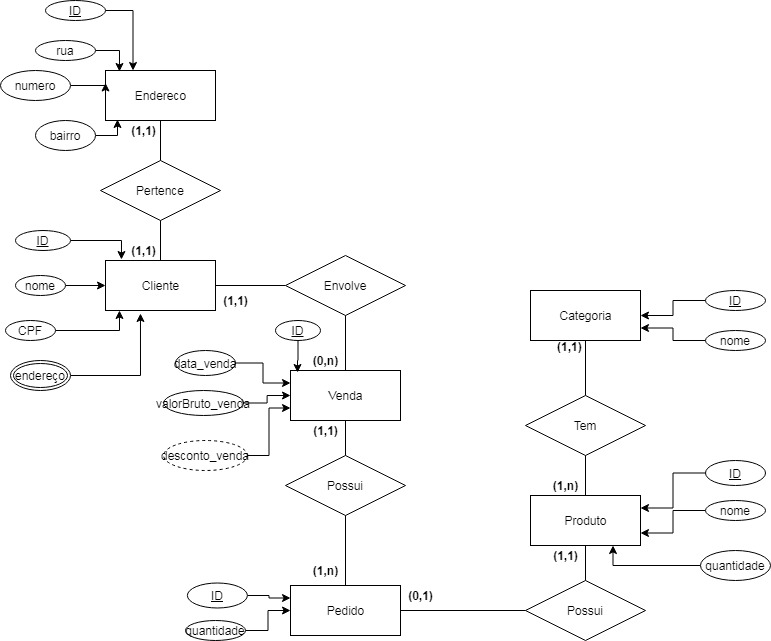 ID
rua
numero
Endereco
bairro
(1,1)
Pertence
(1,1)
ID
nome
Cliente
Envolve
(1,1)
CPF
endereço
ID
(0,n)
data_venda
valorBruto_venda
Venda
desconto_venda
(1,1)
Possui
(1,n)
ID
quantidade
Pedido
(0,1)
Categoria
ID
nome
(1,1)
Tem
(1,n)
ID
Produto
nome
(1,1)
quantidade
Possui